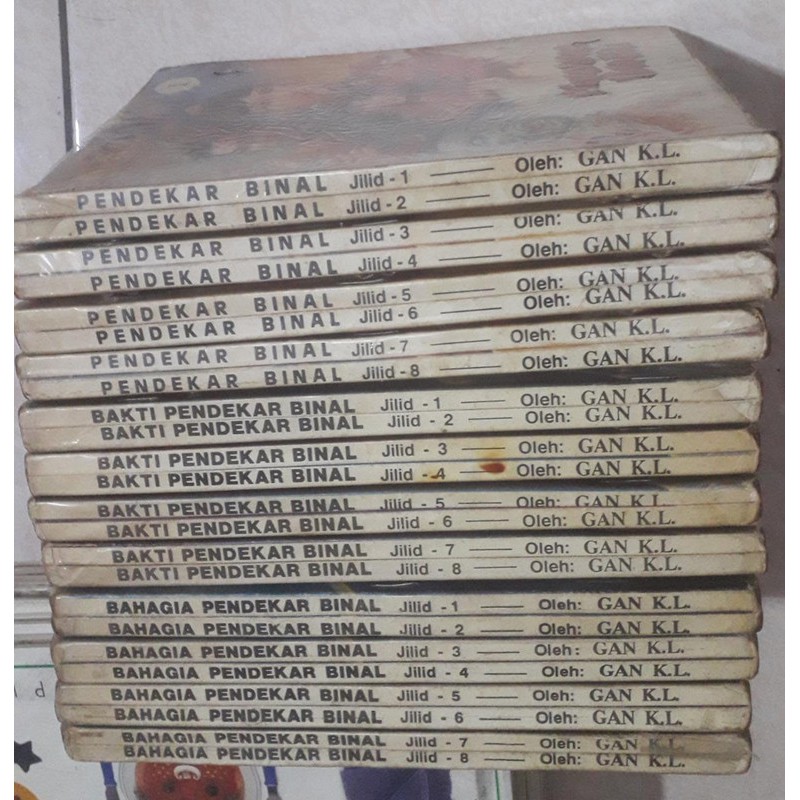 PENDEKAR BINAL Jilid - 1 —— Oleh: GAN K.L.
PENDEKAR BINAL Jilid - 2 —— Oleh: GAN K.L.
PENDEKAR BINAL Jilid - 3 —— Oleh: GAN K.L.
PENDEKAR BINAL Jilid - 4 —— Oleh: GAN K.L.
PENDEKAR BINAL Jilid - 5 —— Oleh: GAN K.L.
PENDEKAR BINAL Jilid - 6 —— Oleh: GAN K.L.
PENDEKAR BINAL Jilid - 7 —— Oleh: GAN K.L.
PENDEKAR BINAL Jilid - 8 —— Oleh: GAN K.L.
BAKTI PENDEKAR BINAL Jilid - 1 —— Oleh: GAN K.L.
BAKTI PENDEKAR BINAL Jilid - 2 —— Oleh: GAN K.L.
BAKTI PENDEKAR BINAL Jilid - 3 —— Oleh: GAN K.L.
BAKTI PENDEKAR BINAL Jilid - 4 —— Oleh: GAN K.L.
BAKTI PENDEKAR BINAL Jilid - 5 —— Oleh: GAN K.L.
BAKTI PENDEKAR BINAL Jilid - 6 —— Oleh: GAN K.L.
BAKTI PENDEKAR BINAL Jilid - 7 —— Oleh: GAN K.L.
BAKTI PENDEKAR BINAL Jilid - 8 —— Oleh: GAN K.L.
BAHAGIA PENDEKAR BINAL Jilid - 1 —— Oleh: GAN K.L.
BAHAGIA PENDEKAR BINAL Jilid - 2 —— Oleh: GAN K.L.
BAHAGIA PENDEKAR BINAL Jilid - 3 —— Oleh: GAN K.L.
BAHAGIA PENDEKAR BINAL Jilid - 4 —— Oleh: GAN K.L.
BAHAGIA PENDEKAR BINAL Jilid - 5 —— Oleh: GAN K.L.
BAHAGIA PENDEKAR BINAL Jilid - 6 —— Oleh: GAN K.L.
BAHAGIA PENDEKAR BINAL Jilid - 7 —— Oleh: GAN K.L.
BAHAGIA PENDEKAR BINAL Jilid - 8 —— Oleh: GAN K.L.